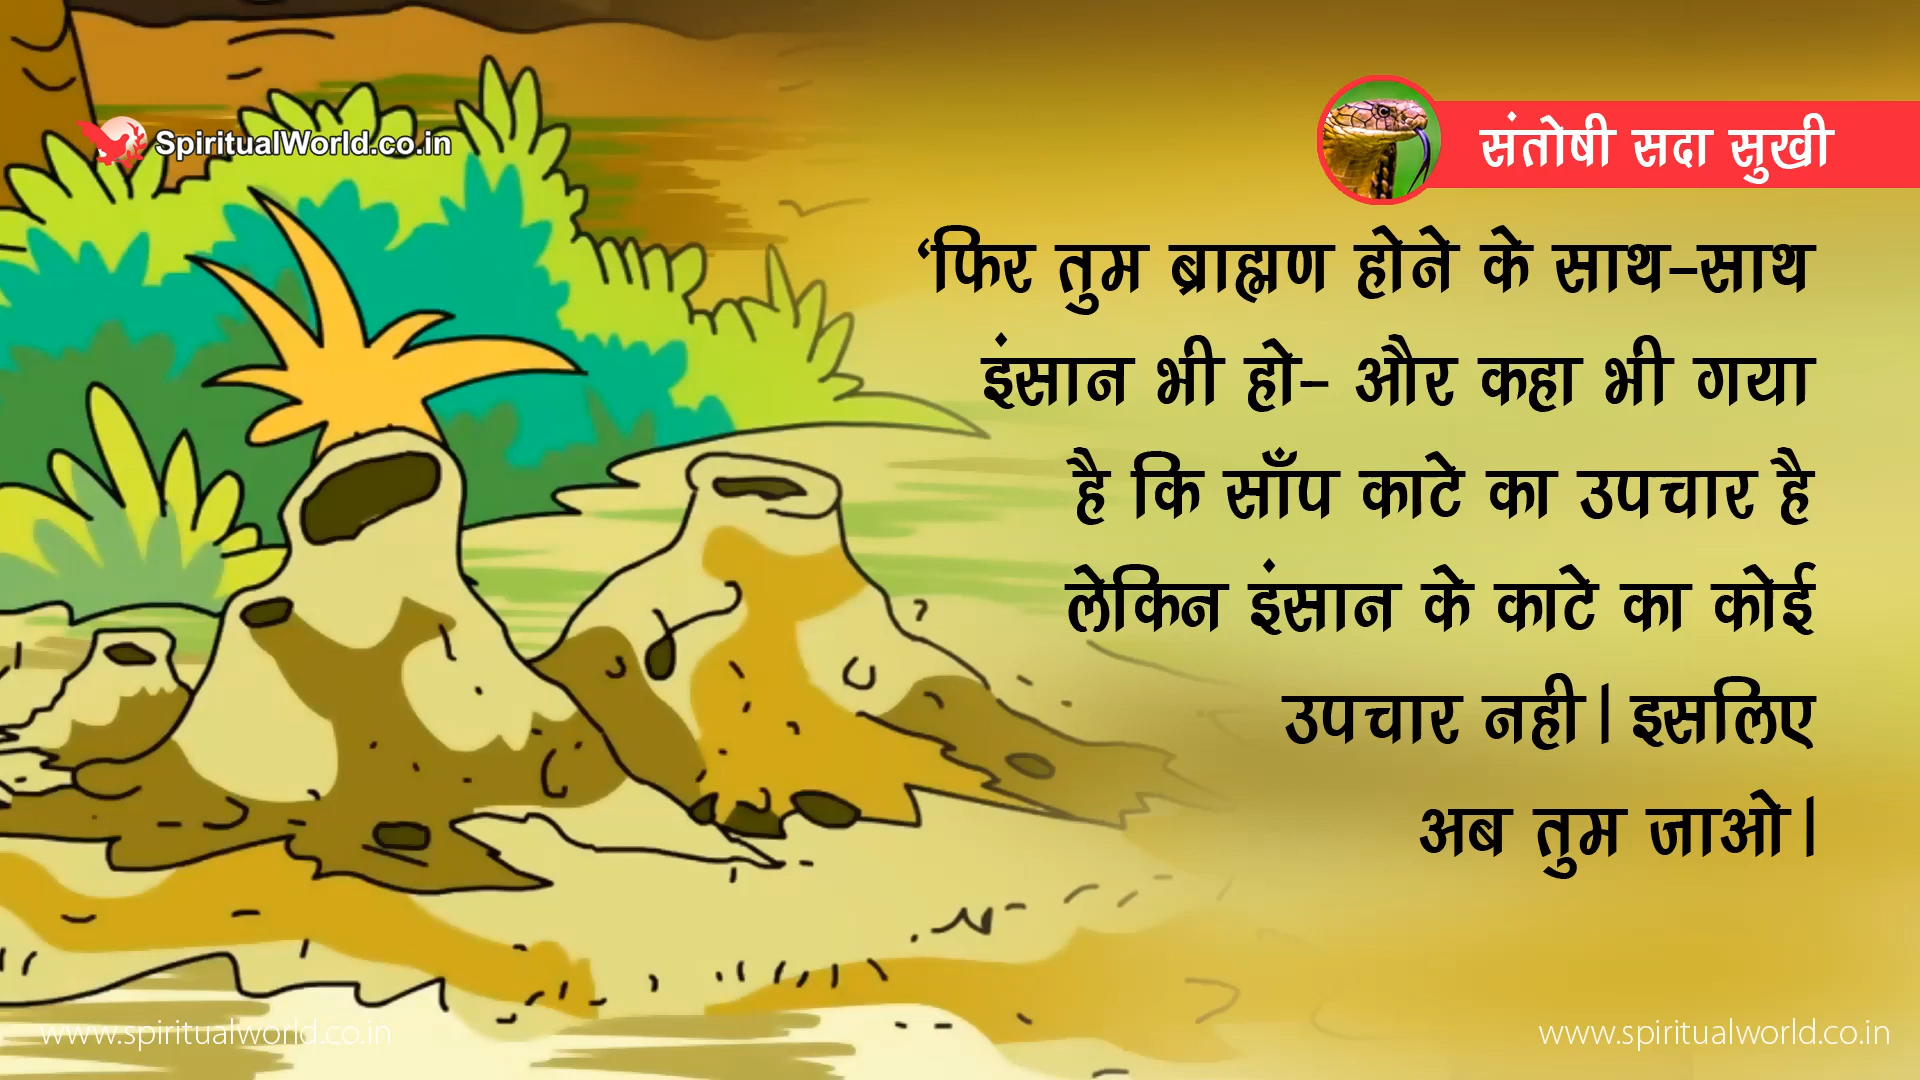 SpiritualWorld.co.in
संतोषी सदा सुखी
‘फिर तुम ब्राह्मण होने के साथ-साथ
इंसान भी हो- और कहा भी गया
है कि साँप काटे का उपचार है
लेकिन इंसान के काटे का कोई
उपचार नही। इसलिए
अब तुम जाओ।
www.spiritualworld.co.in
www.spiritualworld.co.in